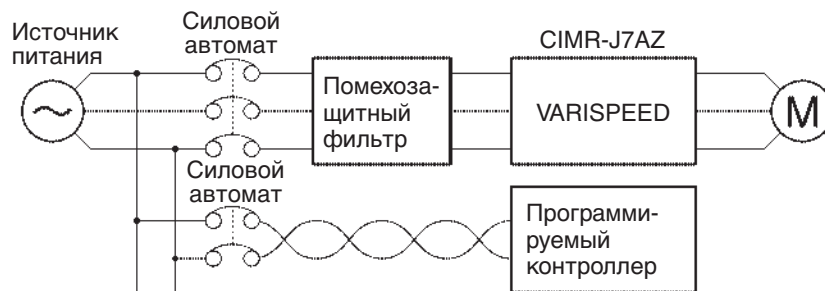 Источник
питания
Силовой
автомат
Помехоза-
щитный
фильтр
CIMR-J7AZ
VARISPEED
M
Силовой
автомат
Программи-
руемый
контроллер